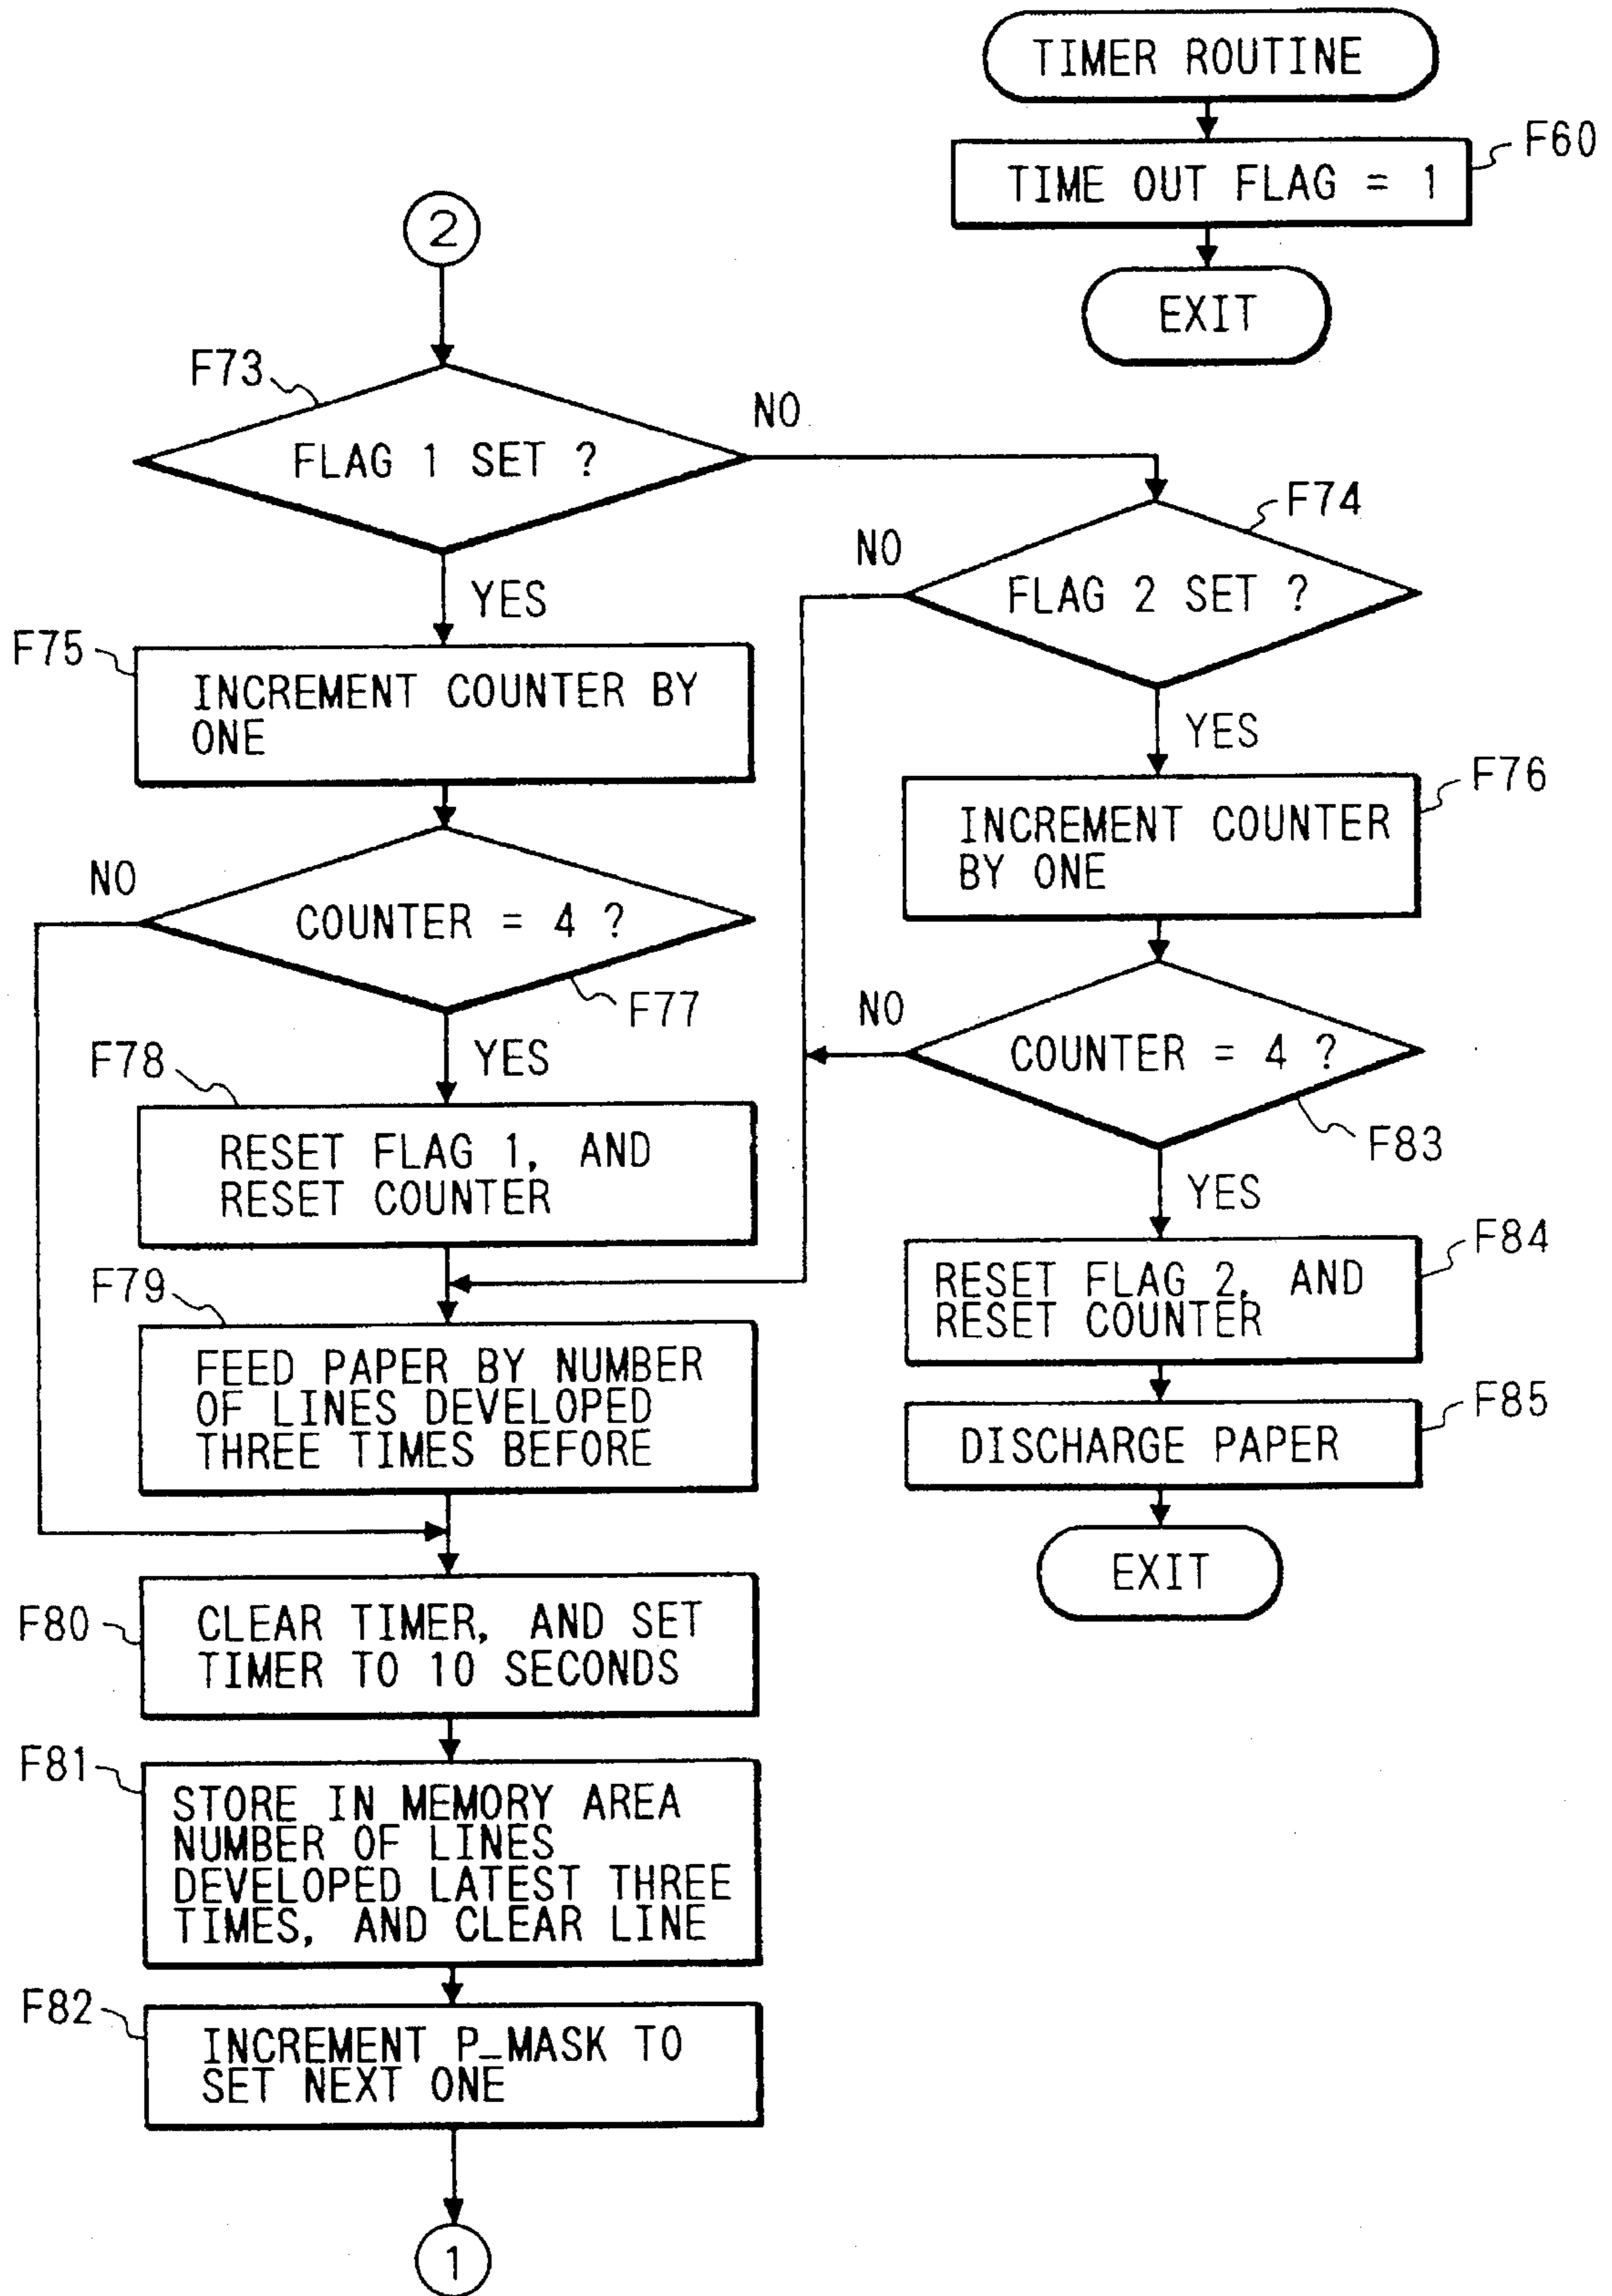 TIMER ROUTINE
F60
TIME OUT FLAG = 1
EXIT
2
F73
FLAG 1 SET ?
NO
YES
F74
FLAG 2 SET ?
NO
YES
F75
INCREMENT COUNTER BY
ONE
F76
INCREMENT COUNTER
BY ONE
NO
COUNTER = 4 ?
F77
YES
NO
COUNTER = 4 ?
F83
YES
F78
RESET FLAG 1, AND
RESET COUNTER
F84
RESET FLAG 2, AND
RESET COUNTER
F79
FEED PAPER BY NUMBER
OF LINES DEVELOPED
THREE TIMES BEFORE
F85
DISCHARGE PAPER
EXIT
F80
CLEAR TIMER, AND SET
TIMER TO 10 SECONDS
F81
STORE IN MEMORY AREA
NUMBER OF LINES
DEVELOPED LATEST THREE
TIMES, AND CLEAR LINE
F82
INCREMENT P_MASK TO
SET NEXT ONE
1